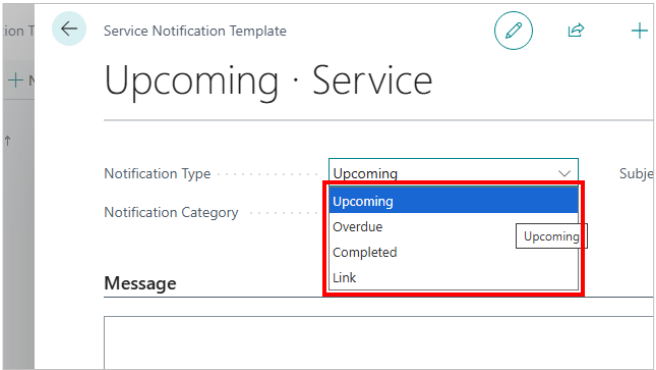 ion T
Service Notification Template
Upcoming · Service
Notification Type
Upcoming
Subje
Upcoming
Notification Category
Overdue
Upcoming
Completed
Link
Message